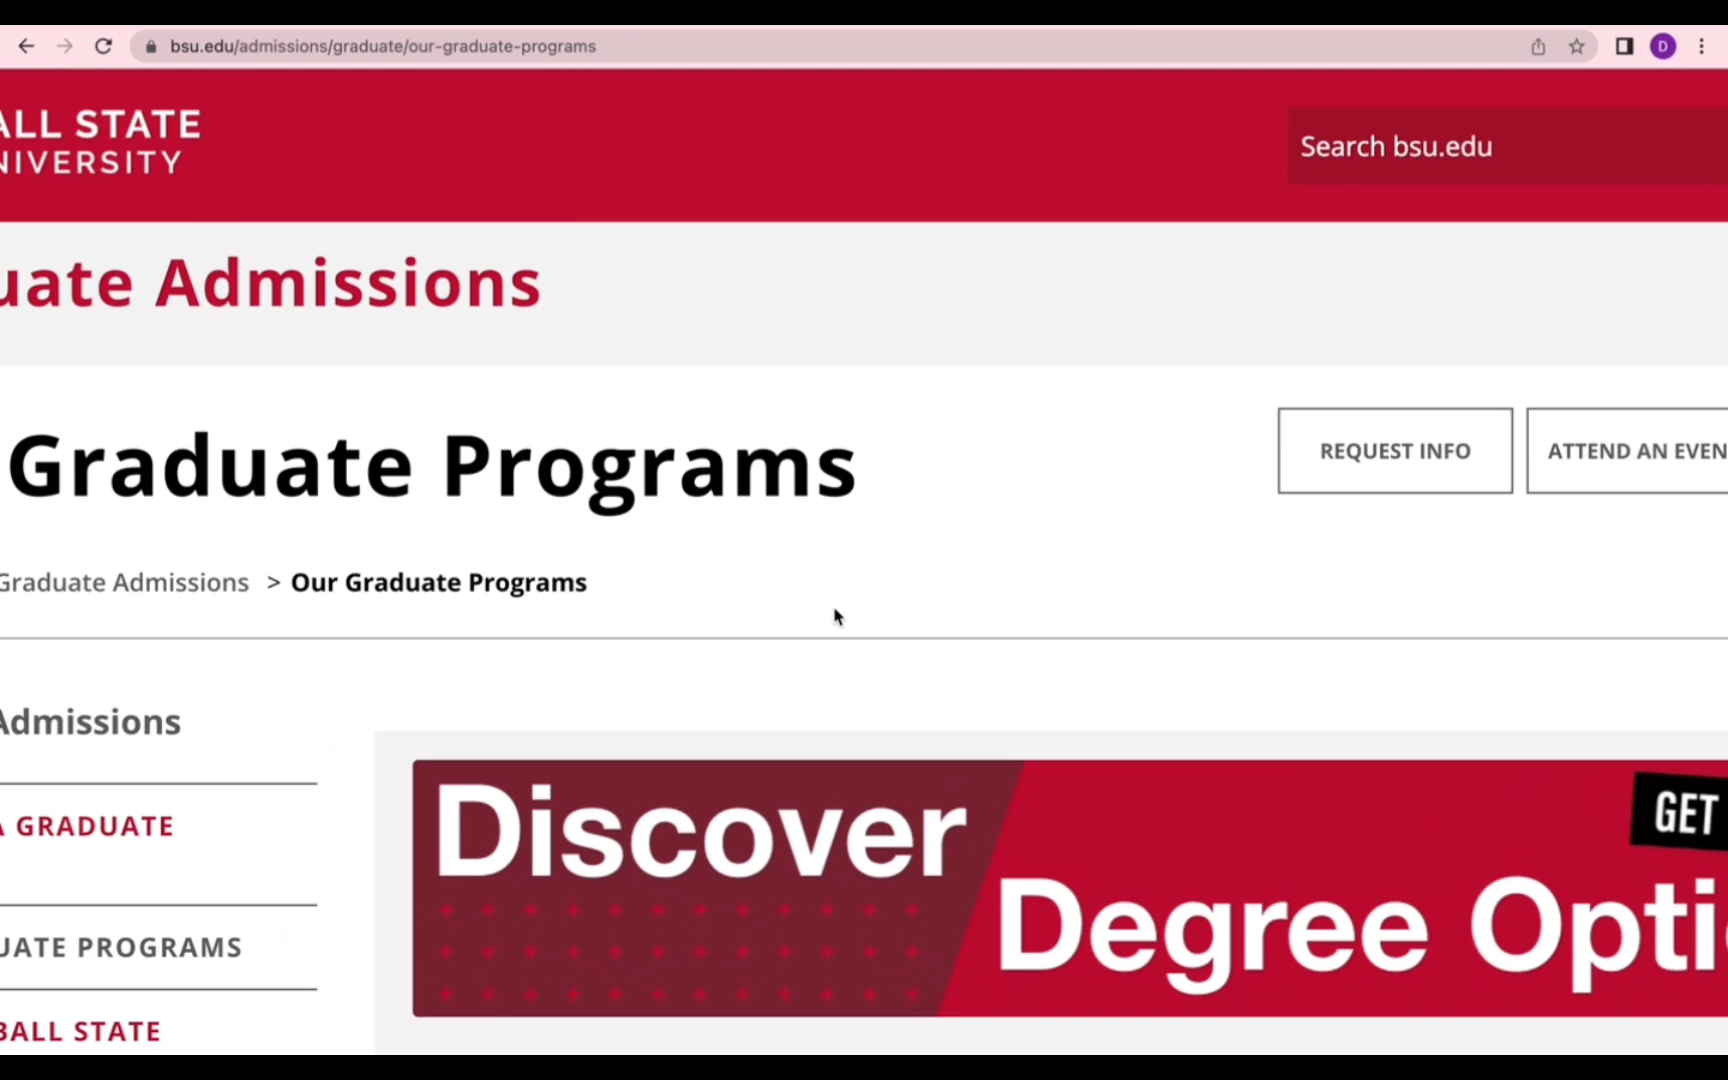 bsu.edu/admissions/graduate/our-graduate-programs
D
ALL STATE
NIVERSITY
Search bsu.edu
uate Admissions
Graduate Programs
REQUEST INFO
ATTEND AN EVEN
Graduate Admissions > Our Graduate Programs
Admissions
A GRADUATE
UATE PROGRAMS
BALL STATE
Discover
GET
Degree Opti